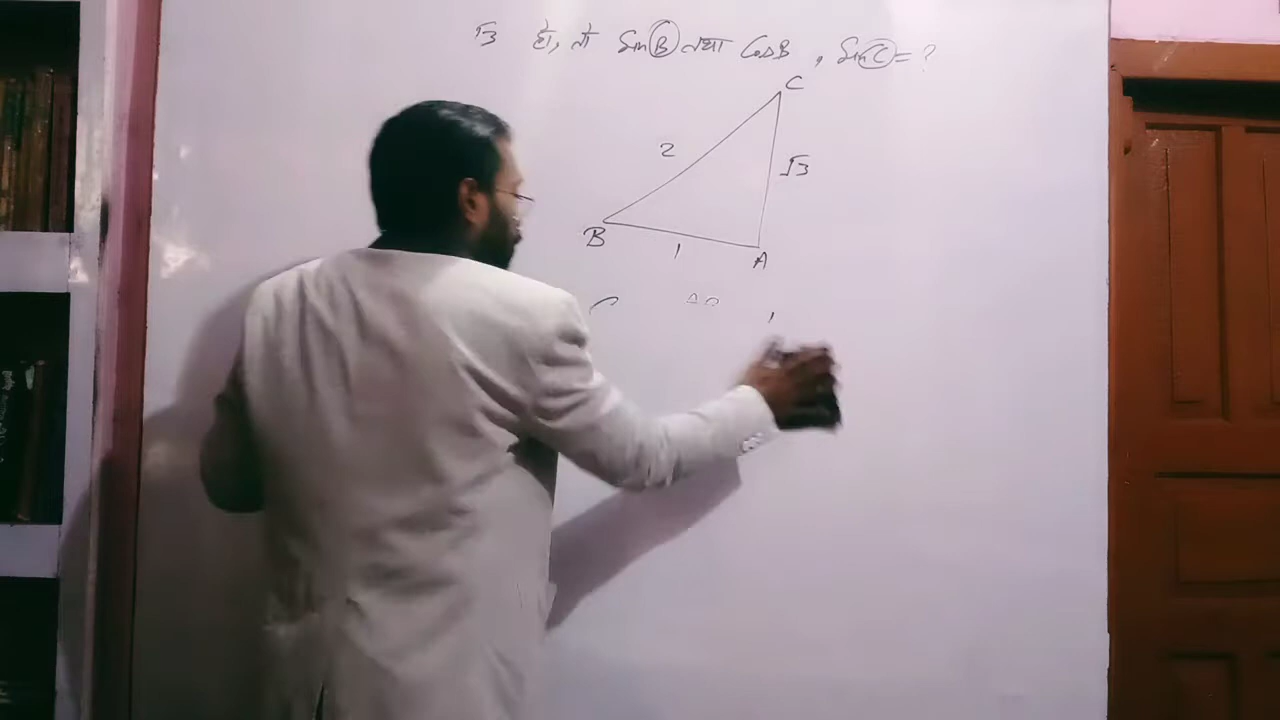 √3 हो, तो Sin B तथा Cos B , Sin C = ?
C
2
√3
B
1
A